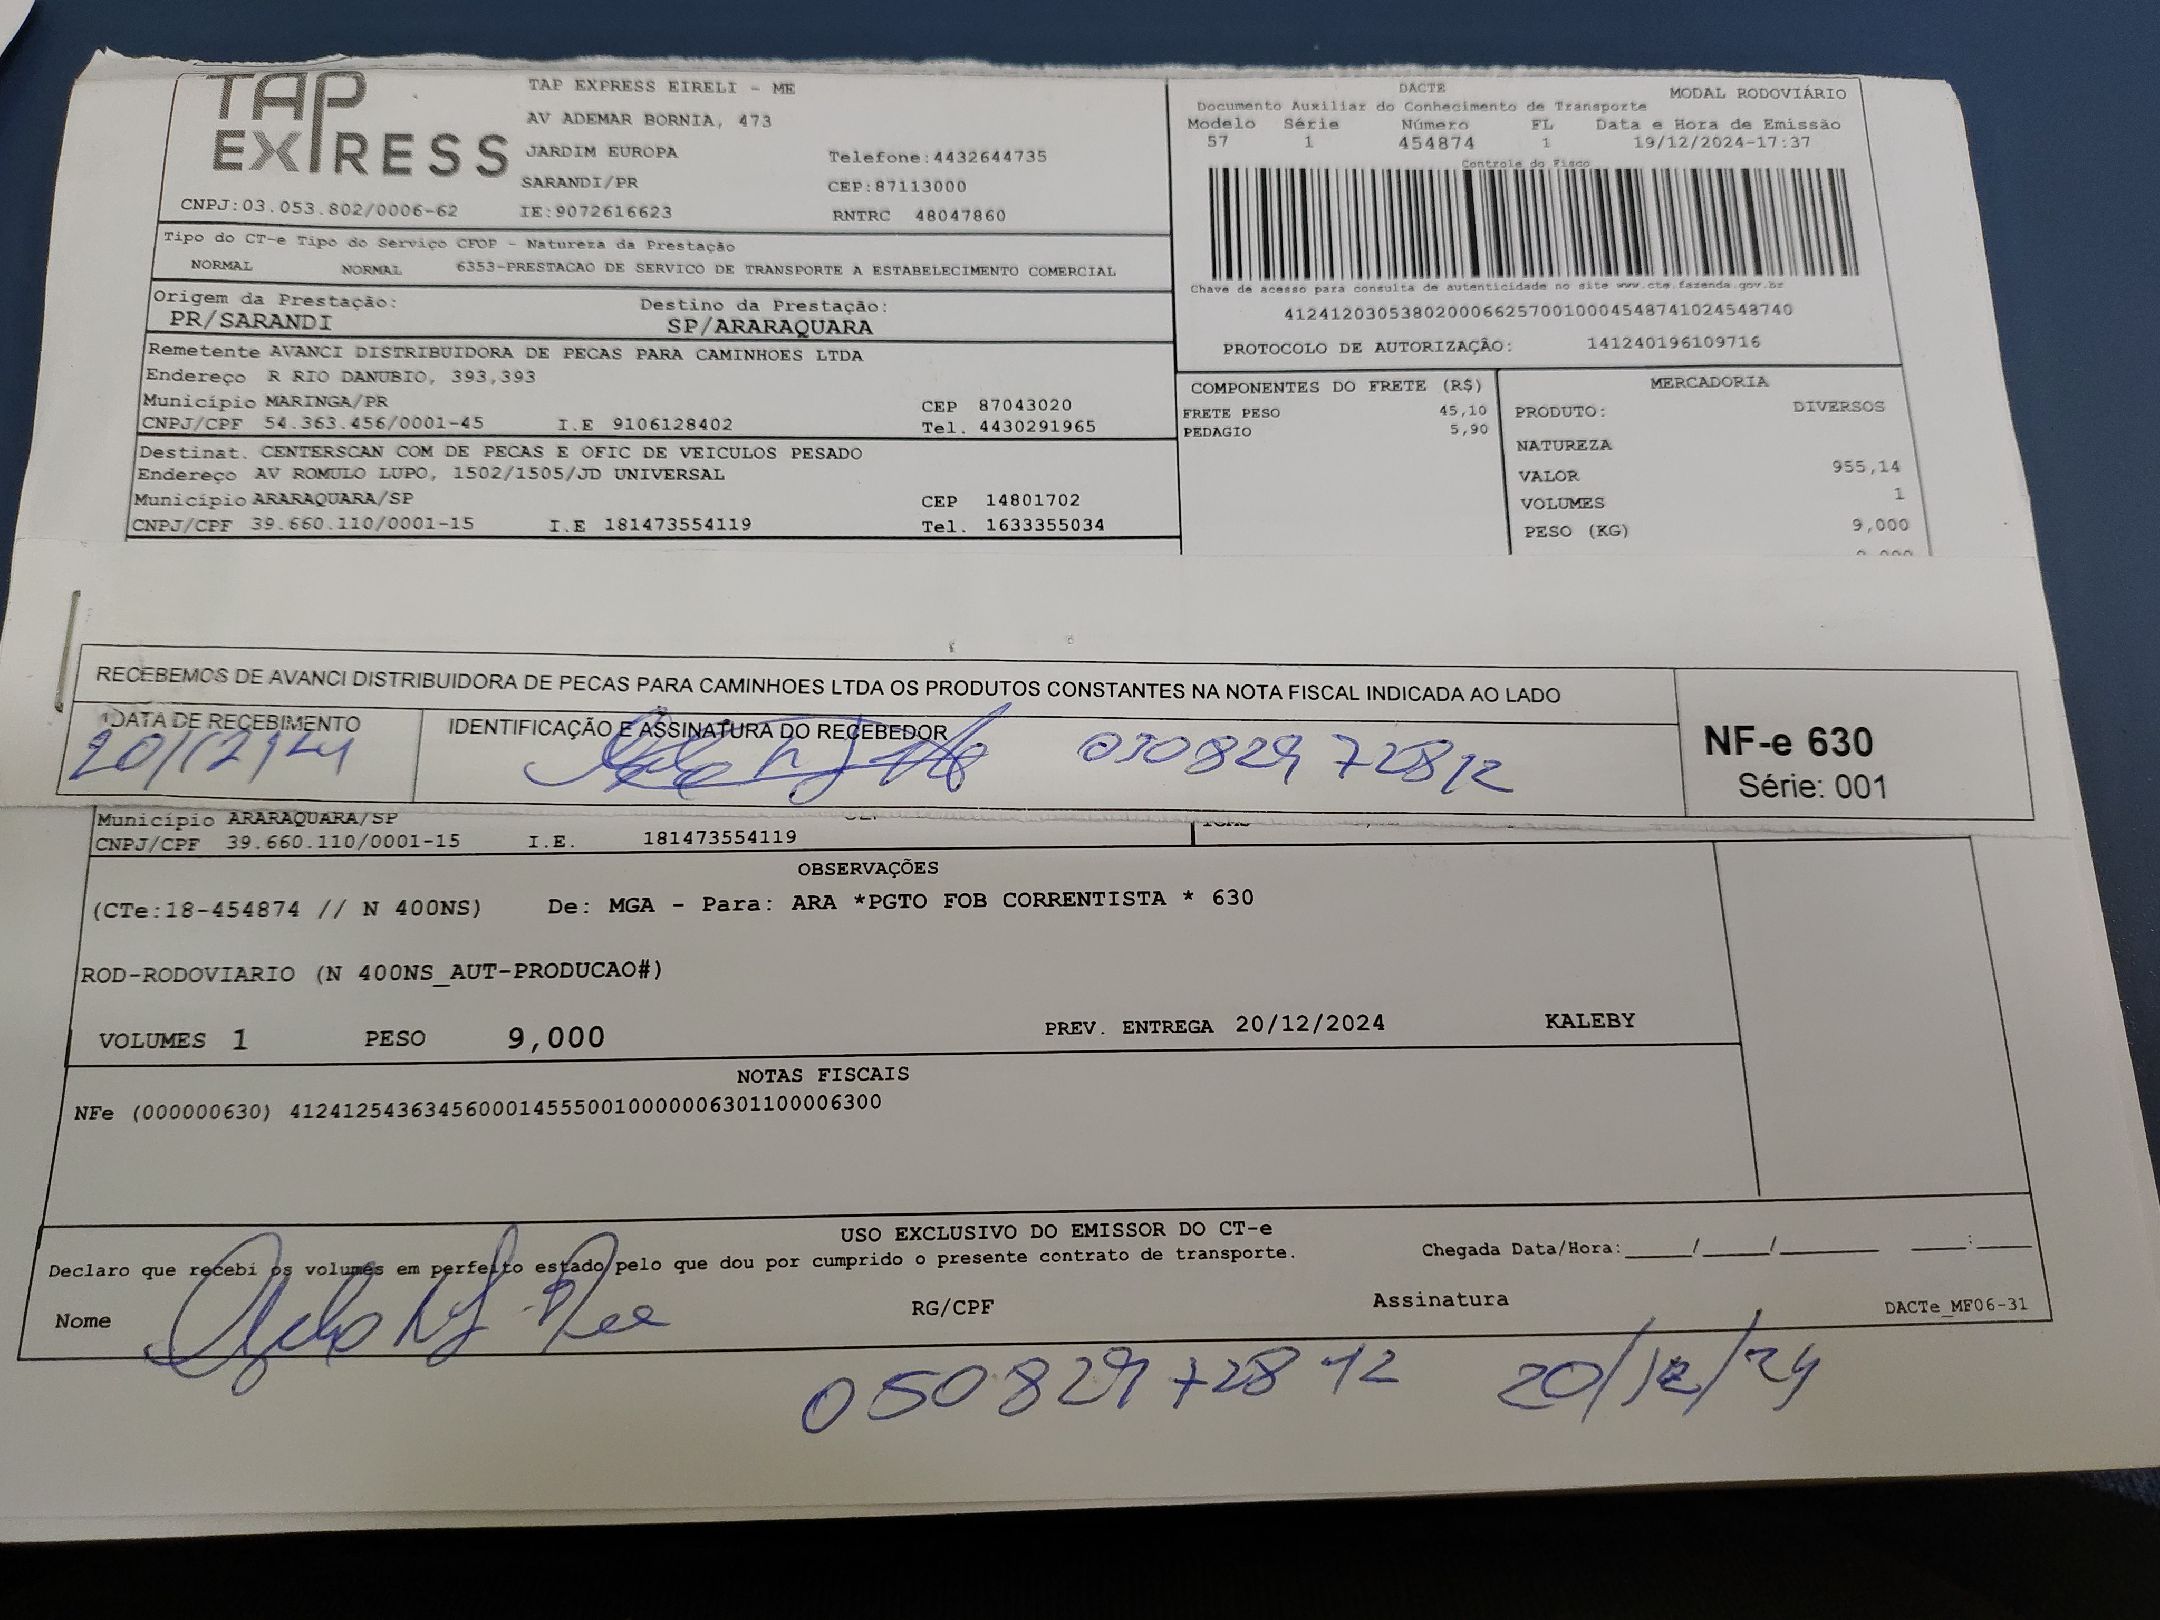 TAP EXPRESS
TAP EXPRESS EIRELI - ME
AV ADEMAR BORNIA, 473
JARDIM EUROPA Telefone:4432644735
SARANDI/PR CEP:87113000
CNPJ:03.053.802/0006-62 IE:9072616623 RNTRC 48047860
Tipo do CT-e Tipo do Serviço CFOP - Natureza da Prestação
NORMAL NORMAL 6353-PRESTACAO DE SERVICO DE TRANSPORTE A ESTABELECIMENTO COMERCIAL
Origem da Prestação: Destino da Prestação:
PR/SARANDI SP/ARARAQUARA
Remetente AVANCI DISTRIBUIDORA DE PECAS PARA CAMINHOES LTDA
Endereço R RIO DANUBIO, 393,393
Município MARINGA/PR CEP 87043020
CNPJ/CPF 54.363.456/0001-45 I.E 9106128402 Tel. 4430291965
Destinat. CENTERSCAN COM DE PECAS E OFIC DE VEICULOS PESADO
Endereço AV ROMULO LUPO, 1502/1505/JD UNIVERSAL
Município ARARAQUARA/SP CEP 14801702
CNPJ/CPF 39.660.110/0001-15 I.E 181473554119 Tel. 1633355034
DACTE MODAL RODOVIÁRIO
Documento Auxiliar do Conhecimento de Transporte
Modelo Série Número FL Data e Hora de Emissão
57 1 454874 1 19/12/2024-17:37
Controle do Fisco
Chave de acesso para consulta de autenticidade no site www.cte.fazenda.gov.br
41241203053802000662570010004548741024548740
PROTOCOLO DE AUTORIZAÇÃO: 141240196109716
COMPONENTES DO FRETE (R$)
FRETE PESO 45,10
PEDAGIO 5,90
MERCADORIA
PRODUTO: DIVERSOS
NATUREZA
VALOR 955,14
VOLUMES 1
PESO (KG) 9,000
RECEBEMOS DE AVANCI DISTRIBUIDORA DE PECAS PARA CAMINHOES LTDA OS PRODUTOS CONSTANTES NA NOTA FISCAL INDICADA AO LADO
DATA DE RECEBIMENTO IDENTIFICAÇÃO E ASSINATURA DO RECEBEDOR
20/12/24
NF-e 630
Série: 001
Município ARARAQUARA/SP
CNPJ/CPF 39.660.110/0001-15 I.E. 181473554119
OBSERVAÇÕES
(CTe:18-454874 // N 400NS) De: MGA - Para: ARA *PGTO FOB CORRENTISTA * 630
ROD-RODOVIARIO (N 400NS_AUT-PRODUCAO#)
VOLUMES 1 PESO 9,000 PREV. ENTREGA 20/12/2024 KALEBY
NOTAS FISCAIS
NFe (000000630) 41241254363456000145550010000006301100006300
USO EXCLUSIVO DO EMISSOR DO CT-e
Declaro que recebi os volumes em perfeito estado pelo que dou por cumprido o presente contrato de transporte. Chegada Data/Hora:_____/_____/________ ____:____
Nome RG/CPF Assinatura DACTe_MF06-31
050829 728 12 20/12/24